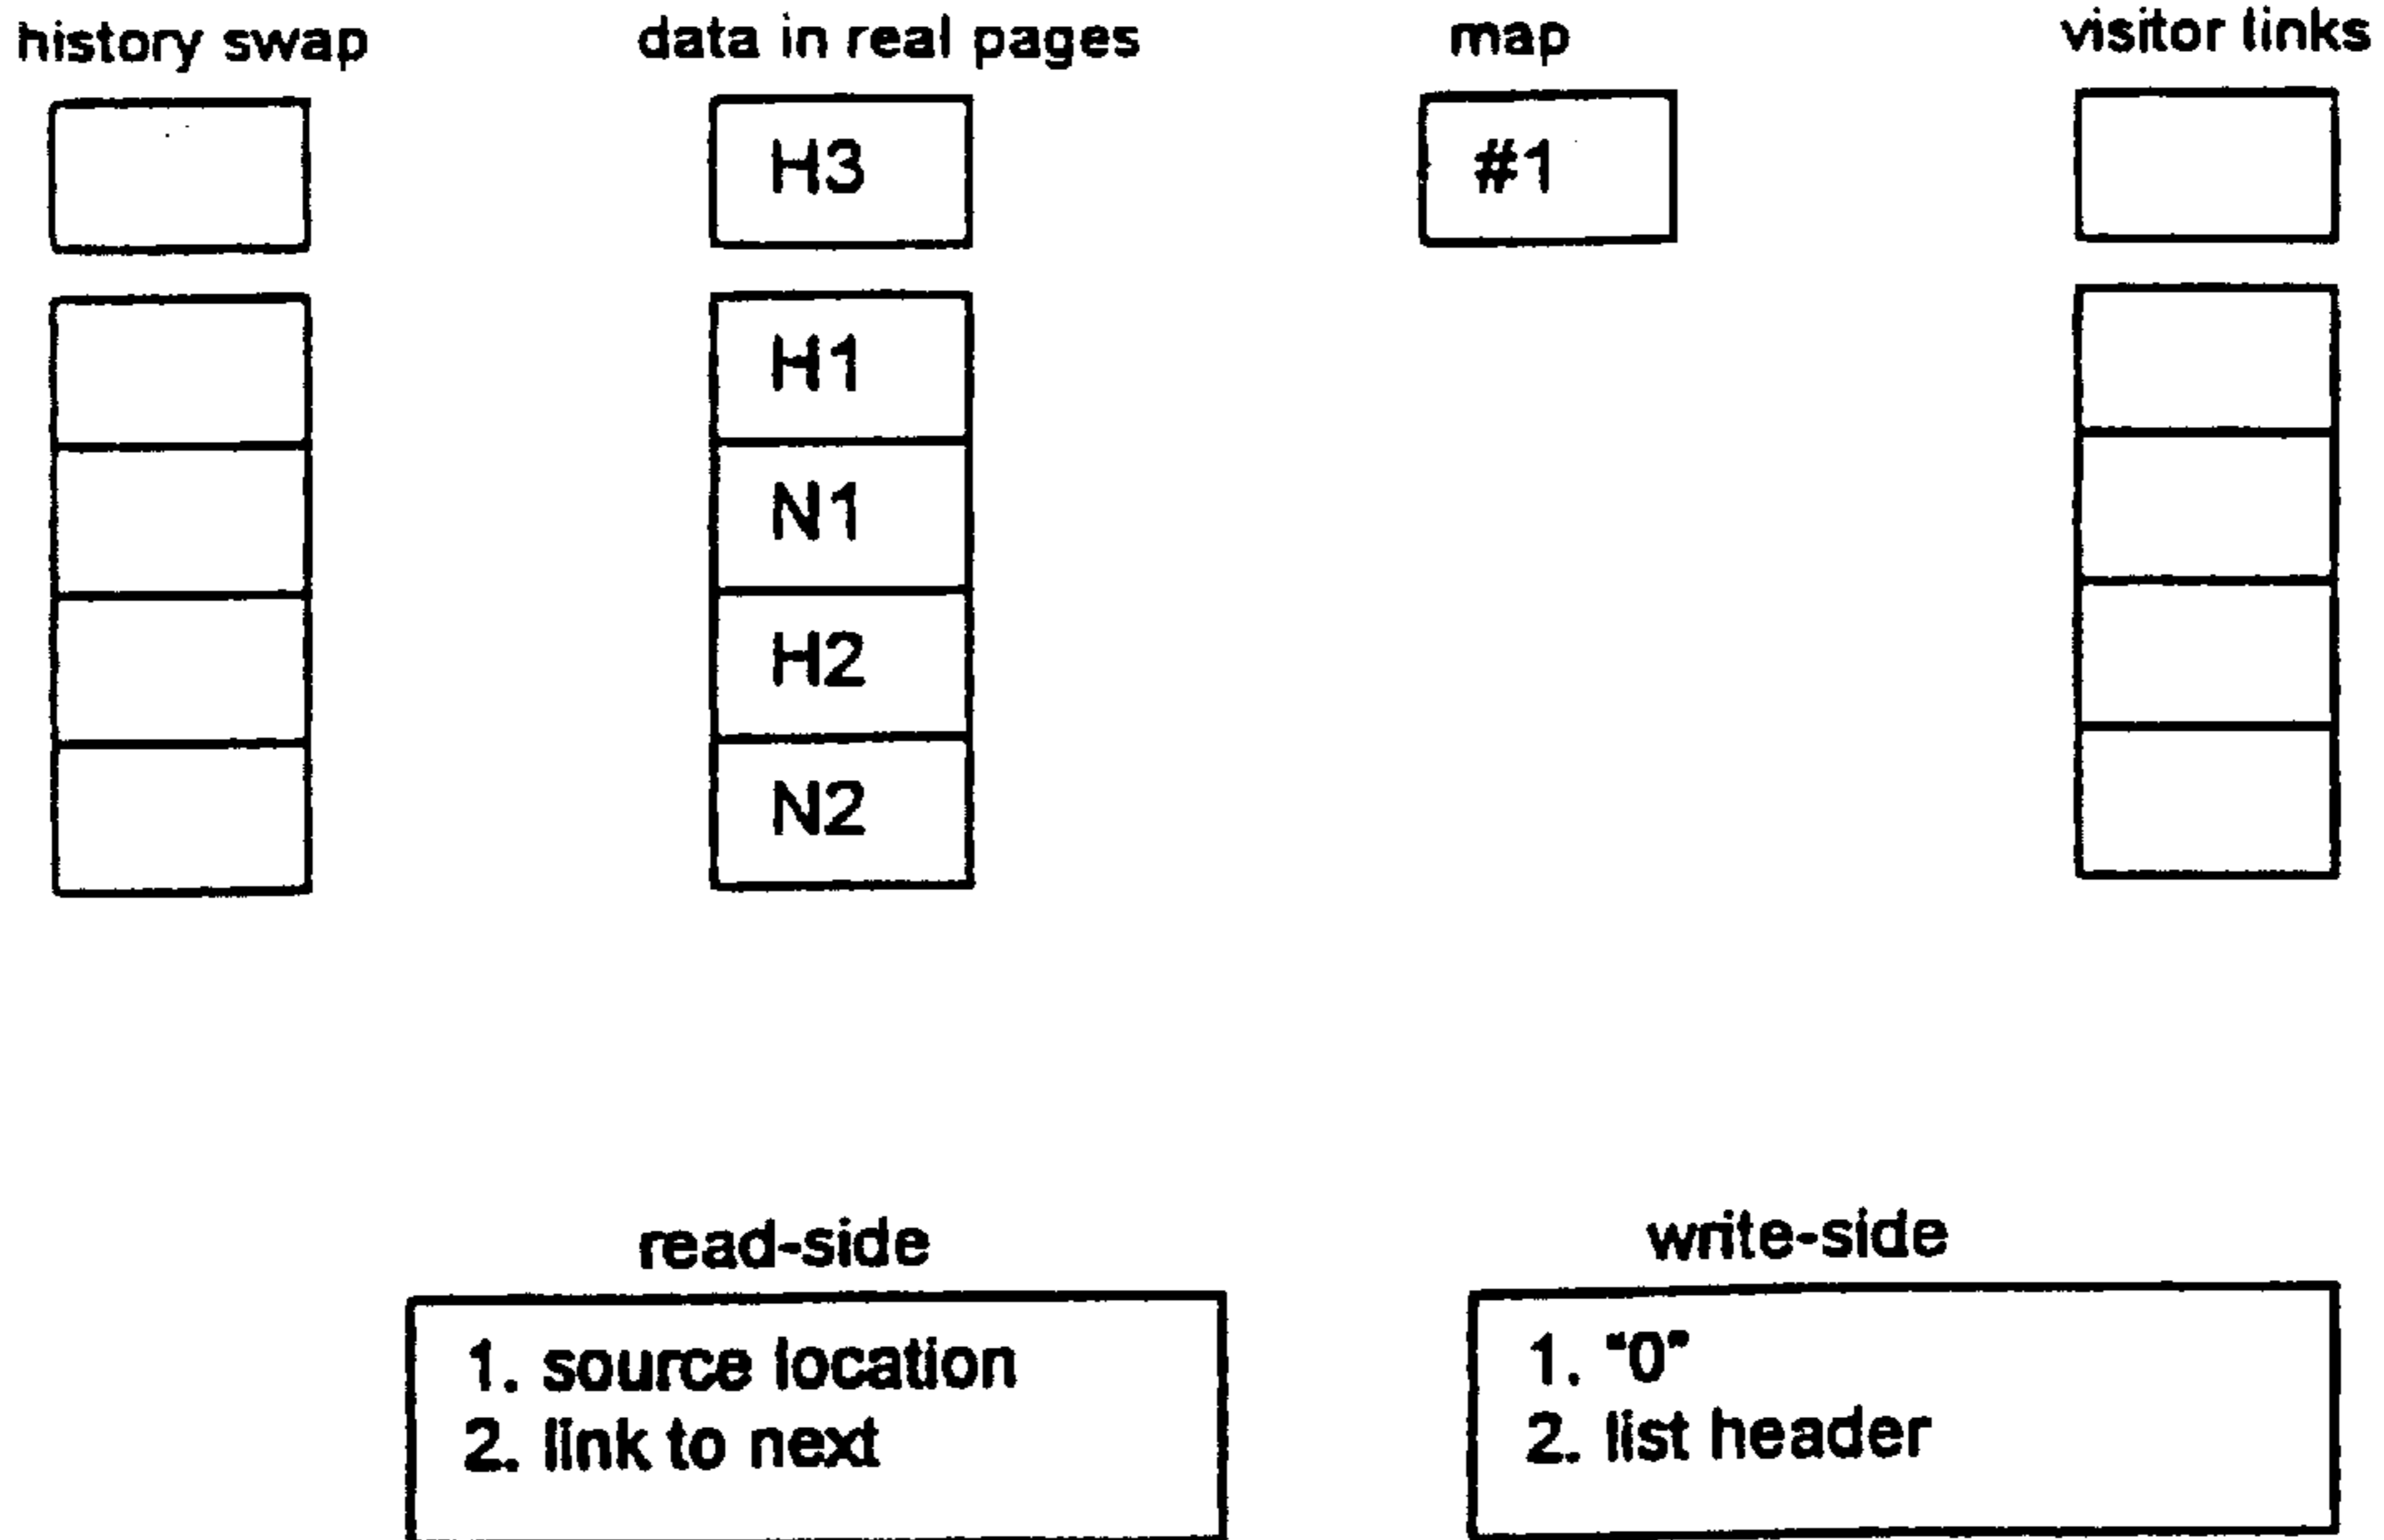 history swap
data in real pages
map
visitor links
H3
#1
H1
N1
H2
N2
read-side
1. source location
2. link to next
write-side
1. "0"
2. list header